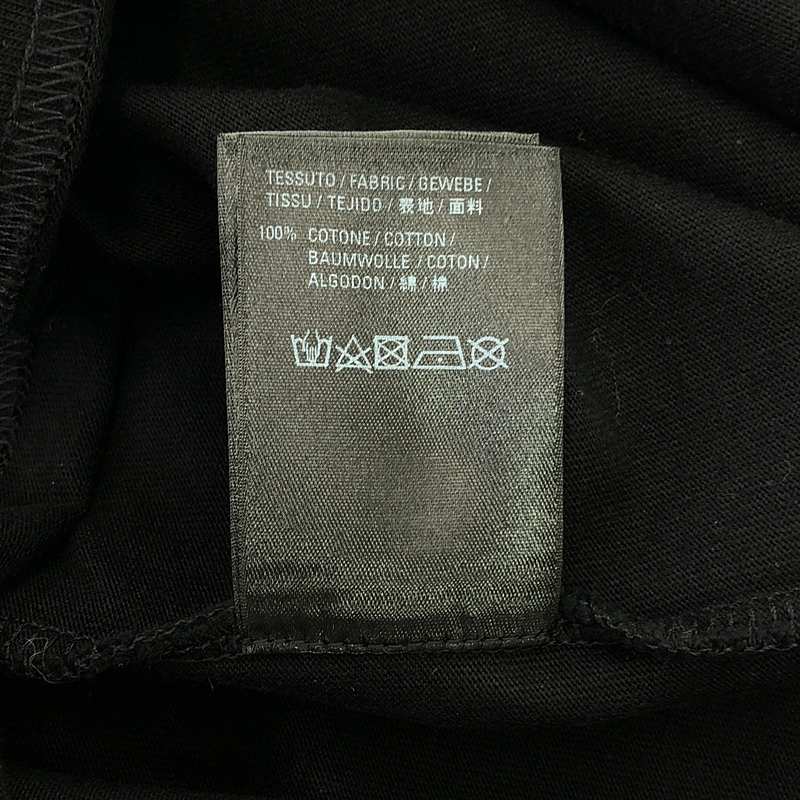 TESSUTO / FABRIC / GEWEBE /
TISSU / TEJIDO / 表地 / 面料
100% COTONE / COTTON /
BAUMWOLLE / COTON /
ALGODON / 綿 / 棉